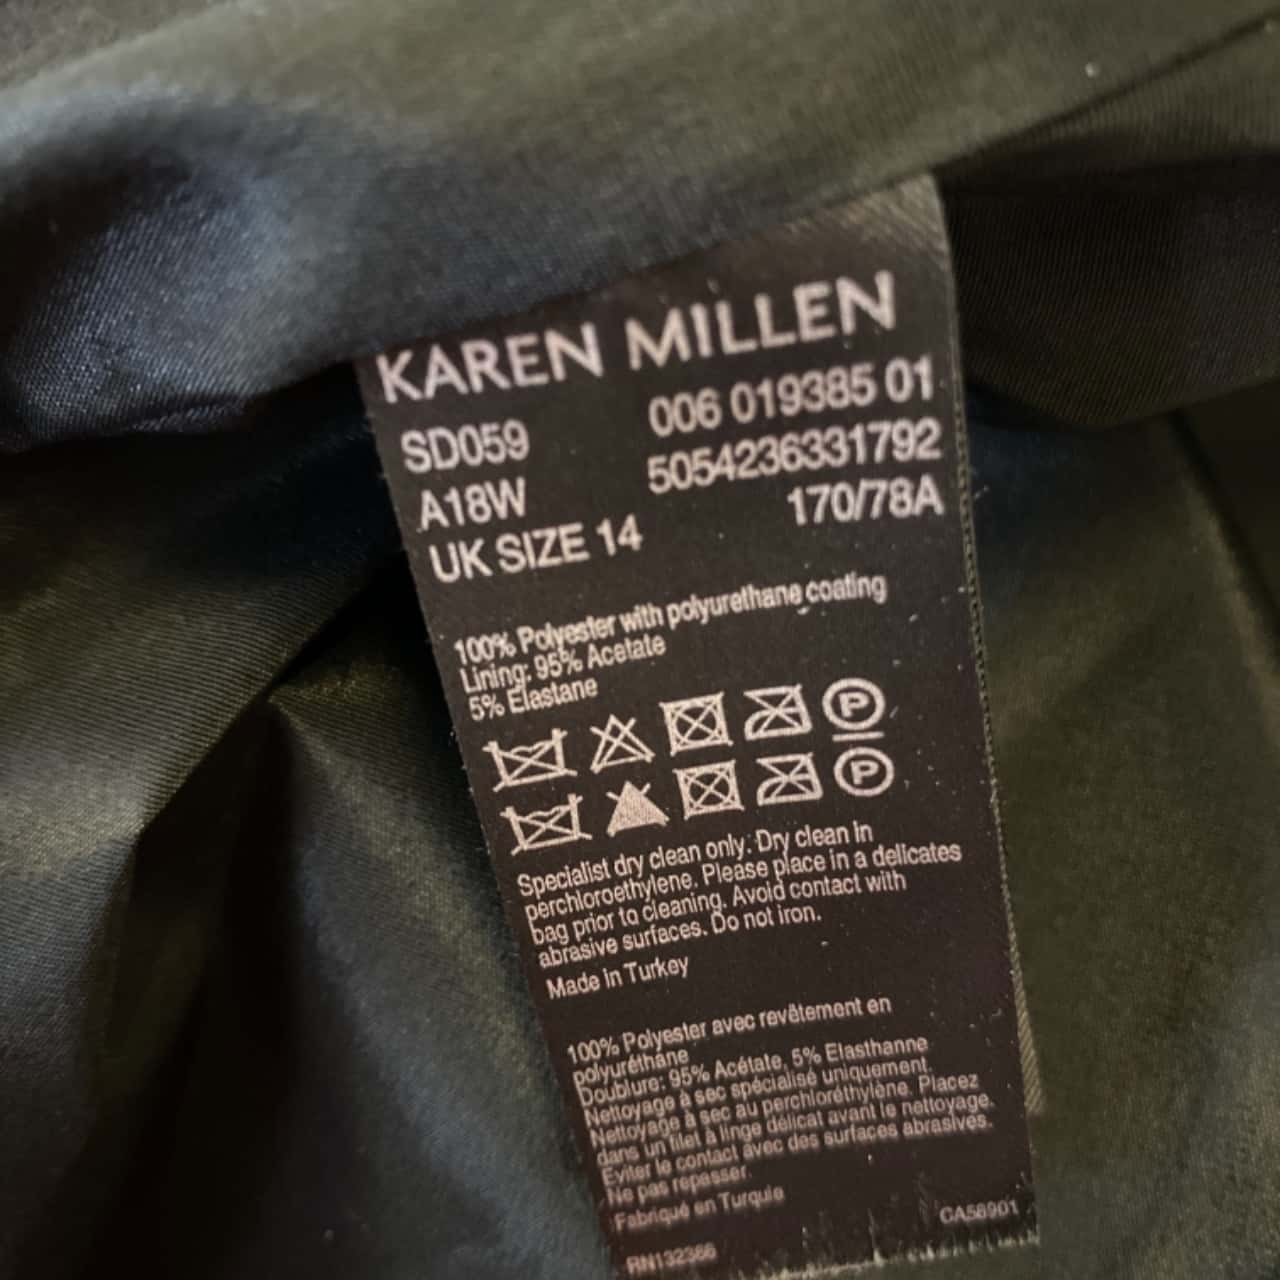 KAREN MILLEN
SD059 006 019385 01
A18W 5054236331792
UK SIZE 14 170/78A
100% Polyester with polyurethane coating
Lining: 95% Acetate
5% Elastane
P
P
Specialist dry clean only. Dry clean in
perchloroethylene. Please place in a delicates
bag prior to cleaning. Avoid contact with
abrasive surfaces. Do not iron.
Made in Turkey
100% Polyester avec revêtement en
polyuréthane
Doublure: 95% Acétate, 5% Elasthanne
Nettoyage à sec spécialisé uniquement.
Nettoyage à sec au perchloréthylène. Placez
dans un filet à linge délicat avant le nettoyage.
Eviter le contact avec des surfaces abrasives.
Ne pas repasser.
Fabriqué en Turquie
CA56901
RN132366